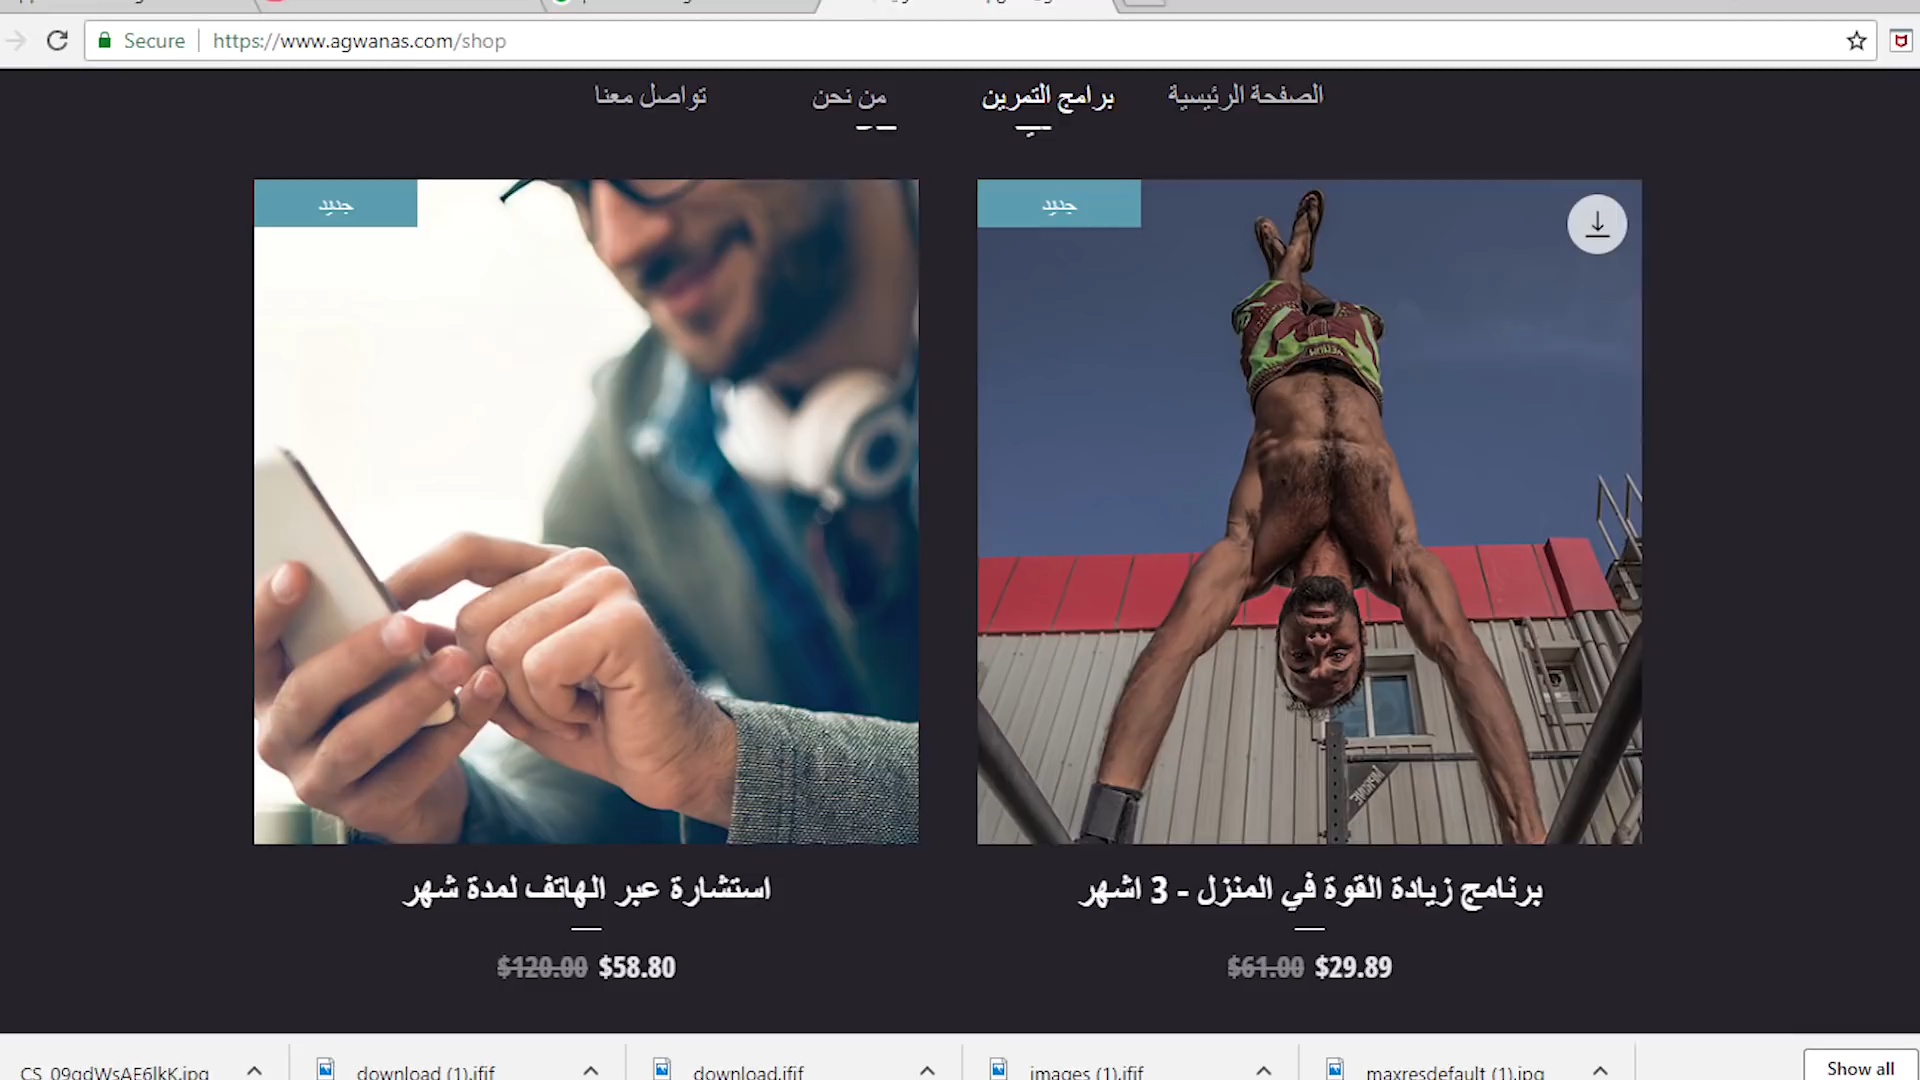 Secure
https://www.agwanas.com/shop
الصفحة الرئيسية
برامج التمرين
من نحن
تواصل معنا
جديد
جديد
استشارة عبر الهاتف لمدة شهر
$120.00 $58.80
برنامج زيادة القوة في المنزل - 3 اشهر
$61.00 $29.89
CS_09gdWsAE6lkK.jpg
download (1).jfif
download.jfif
images (1).jfif
maxresdefault (1).jpg
Show all